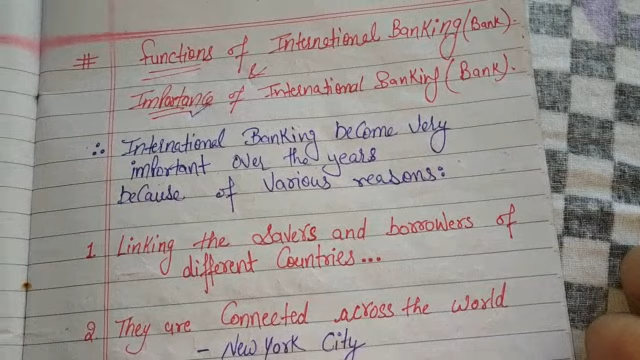 # Functions of International Banking (Bank).
&
Importance of International Banking (Bank).
∴ International Banking become very
important over the years
because of various reasons:
1. Linking the savers and borrowers of
different Countries...
2. They are Connected across the world
- New York City